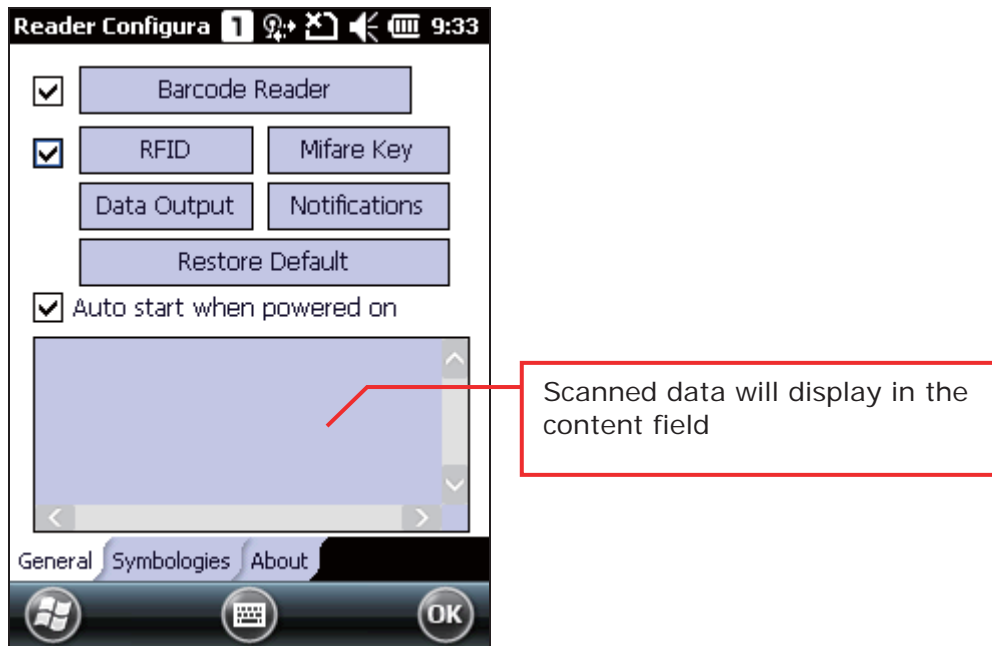 Reader Configura 1 9:33
Barcode Reader
RFID Mifare Key
Data Output Notifications
Restore Default
Auto start when powered on
Scanned data will display in the
content field
General Symbologies About
OK